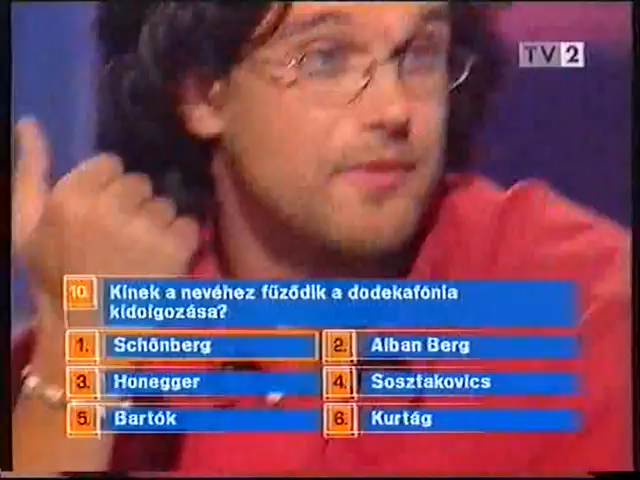 TV2
10. Kinek a nevéhez fűződik a dodekafónia
kidolgozása?
1. Schönberg
2. Alban Berg
3. Honegger
4. Sosztakovics
5. Bartók
6. Kurtág